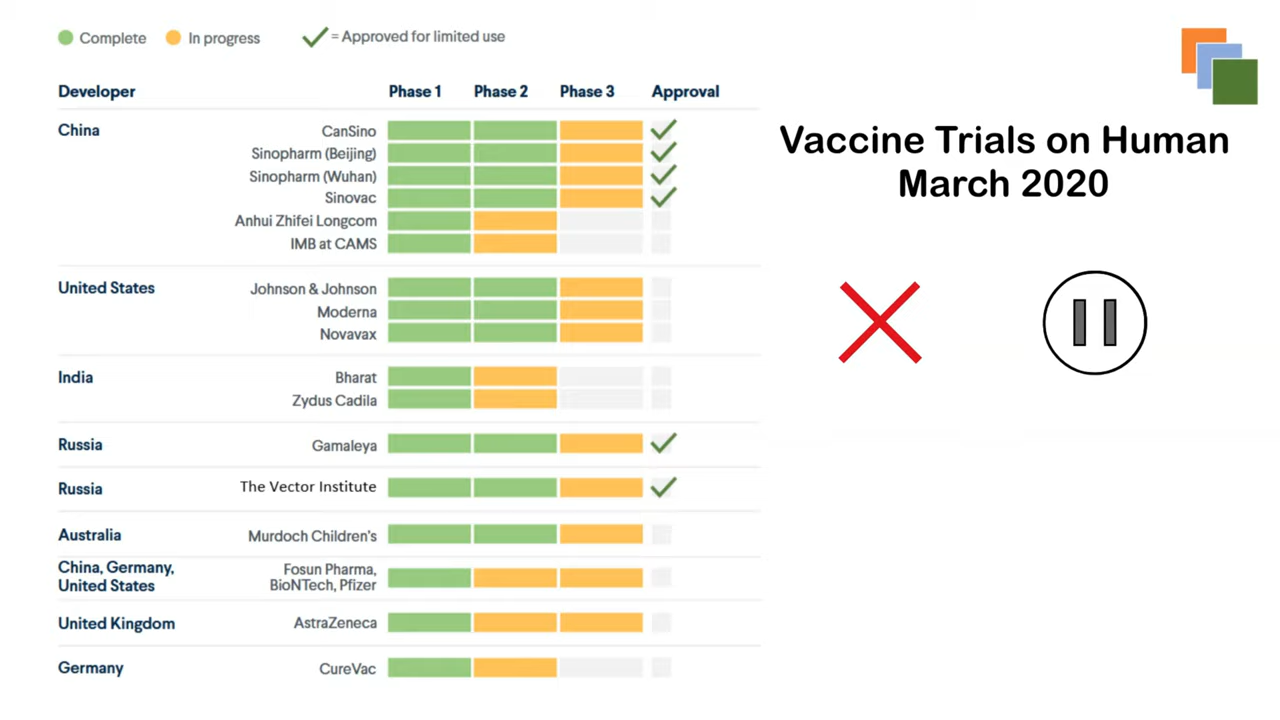 Complete In progress = Approved for limited use
Developer Phase 1 Phase 2 Phase 3 Approval
China CanSino
Sinopharm (Beijing)
Sinopharm (Wuhan)
Sinovac
Anhui Zhifei Longcom
IMB at CAMS
United States Johnson & Johnson
Moderna
Novavax
India Bharat
Zydus Cadila
Russia Gamaleya
Russia The Vector Institute
Australia Murdoch Children's
China, Germany, Fosun Pharma,
United States BioNTech, Pfizer
United Kingdom AstraZeneca
Germany CureVac
Vaccine Trials on Human
March 2020